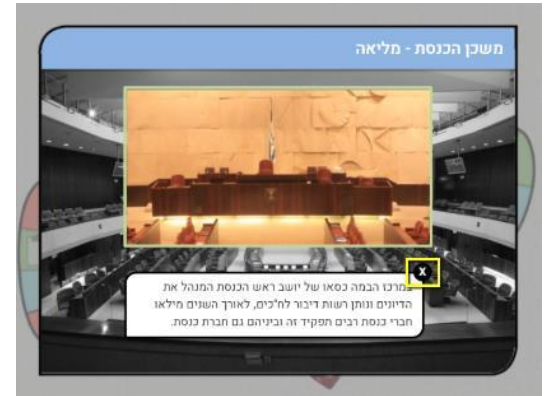 משכן הכנסת - מליאה
X
במרכז הבמה כסאו של יושב ראש הכנסת המנהל את
הדיונים ונותן רשות דיבור לח"כים, לאורך השנים מילאו
חברי כנסת רבים תפקיד זה וביניהם גם חברת כנסת.